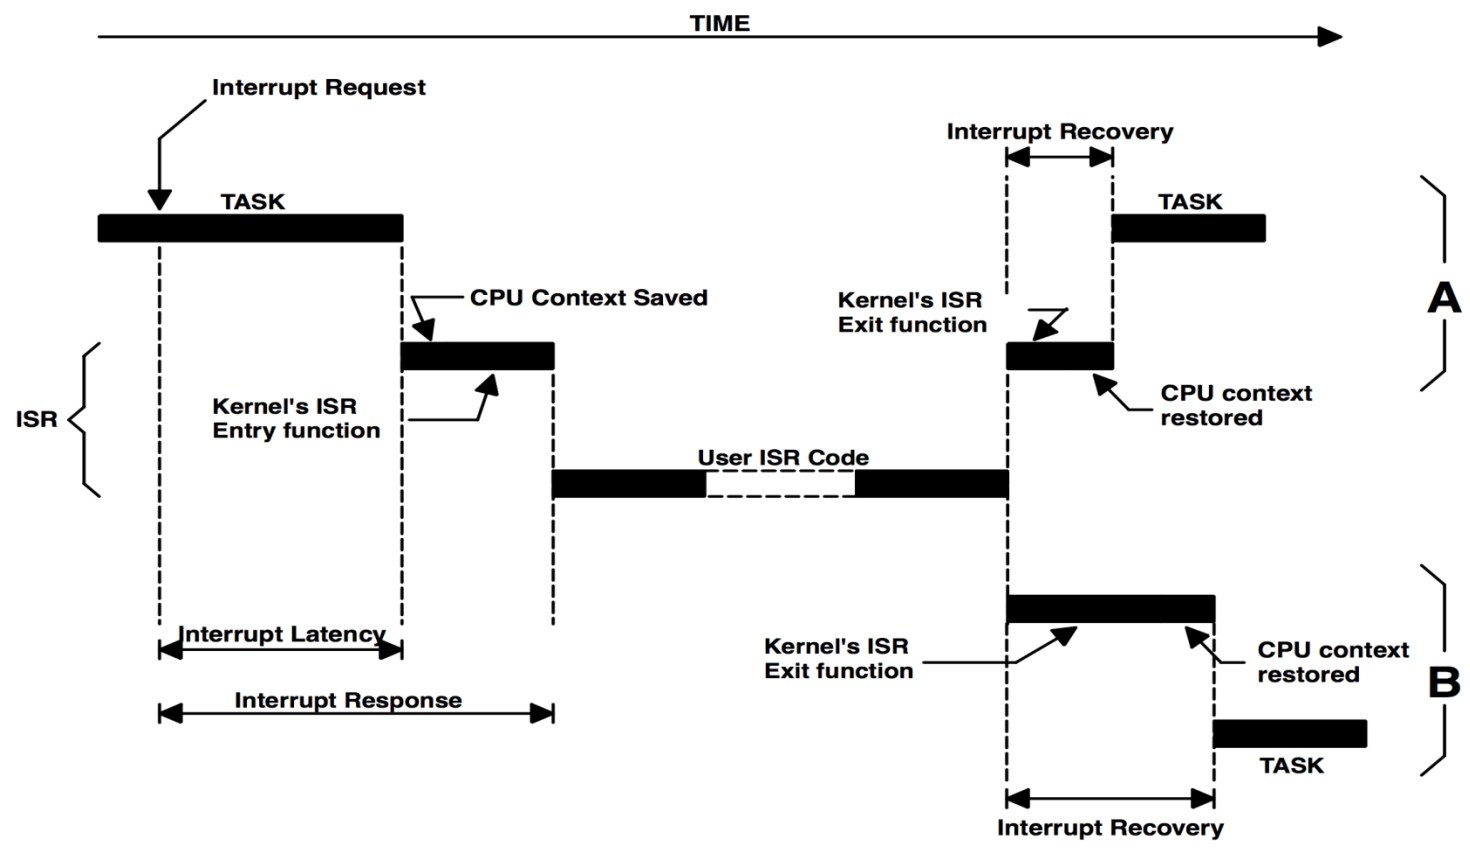 TIME
Interrupt Request
Interrupt Recovery
TASK
TASK
CPU Context Saved
Kernel's ISR
Exit function
A
Kernel's ISR
Entry function
ISR
CPU context
restored
User ISR Code
Interrupt Latency
Kernel's ISR
Exit function
CPU context
restored
B
Interrupt Response
TASK
Interrupt Recovery